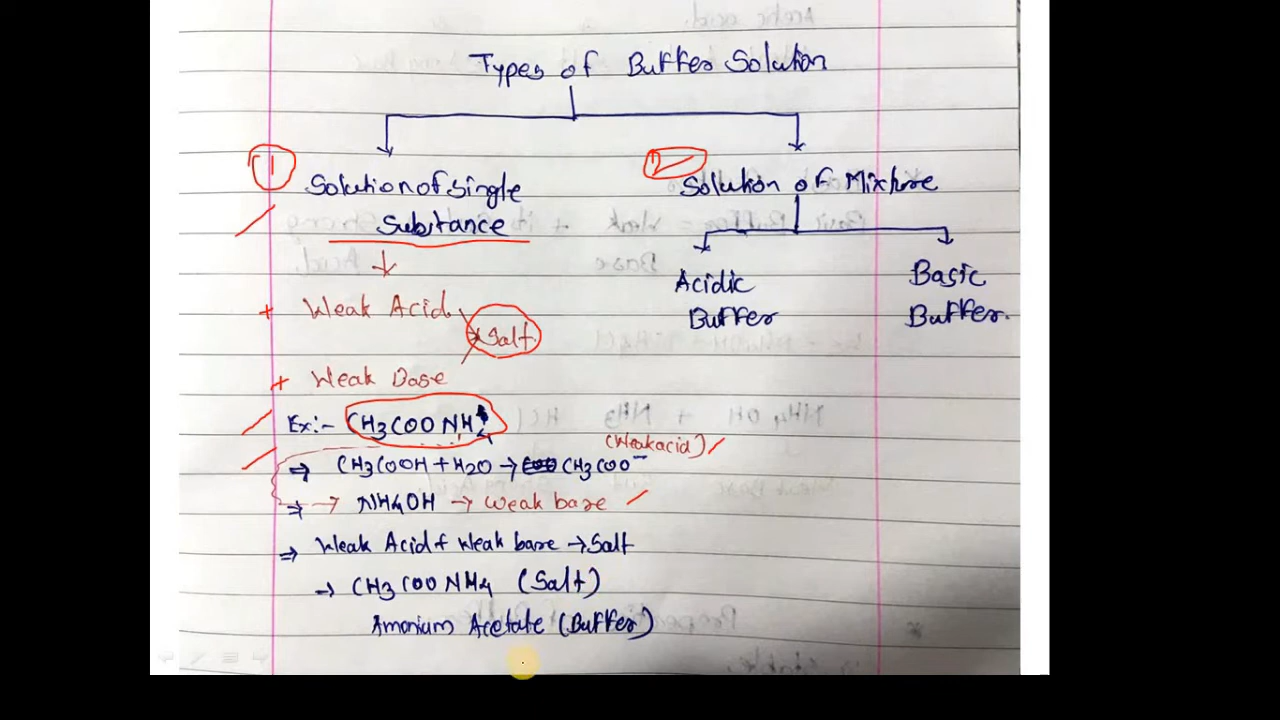 Types of Buffer Solution
1
Solution of single
Substance
2
Solution of Mixture
Acidic
Buffer
Basic
Buffer.
+ Weak Acid
Salt
+ Weak Base
Ex:- CH3COONH4
(Weak acid)
⇒ CH3COOH + H2O → CH3COO⁻
⇒ → NH4OH → Weak base
⇒ Weak Acid + Weak base → Salt
→ CH3COONH4 (Salt)
Amonium Acetate (Buffer)